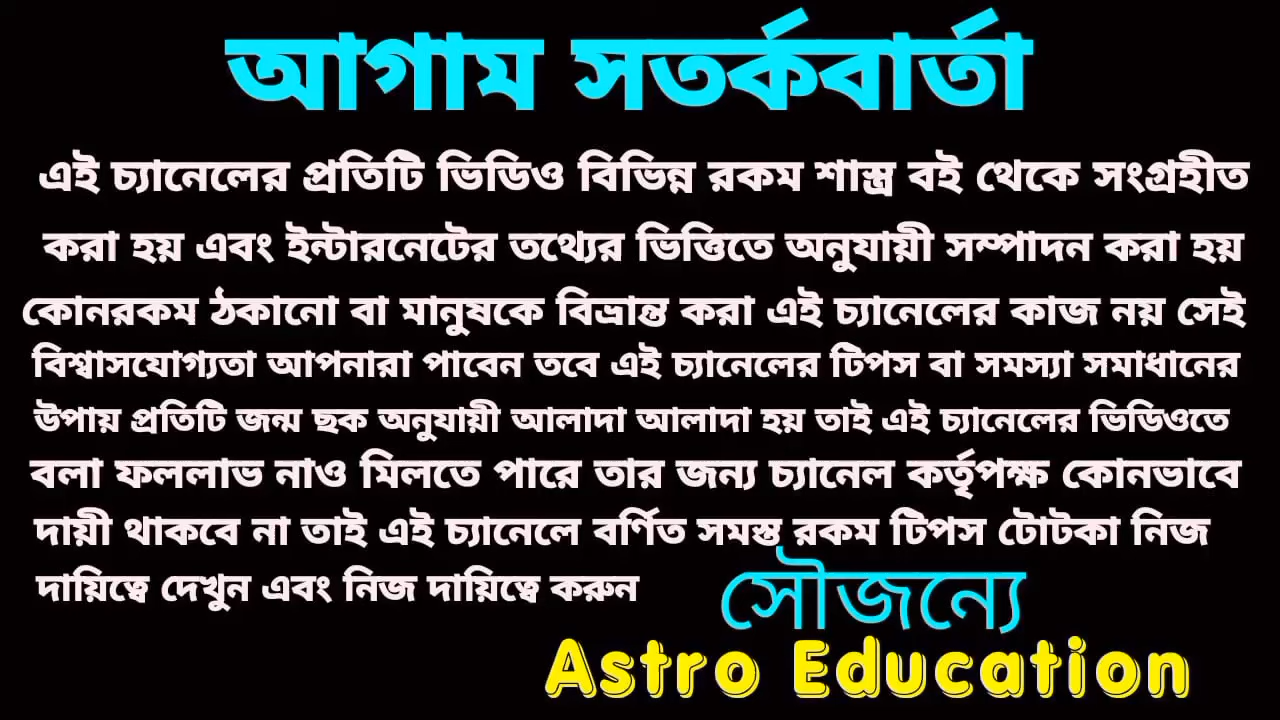 আগাম সতর্কবার্তা
এই চ্যানেলের প্রতিটি ভিডিও বিভিন্ন রকম শাস্ত্র বই থেকে সংগ্রহীত
করা হয় এবং ইন্টারনেটের তথ্যের ভিত্তিতে অনুযায়ী সম্পাদন করা হয়
কোনরকম ঠকানো বা মানুষকে বিভ্রান্ত করা এই চ্যানেলের কাজ নয় সেই
বিশ্বাসযোগ্যতা আপনারা পাবেন তবে এই চ্যানেলের টিপস বা সমস্যা সমাধানের
উপায় প্রতিটি জন্ম ছক অনুযায়ী আলাদা আলাদা হয় তাই এই চ্যানেলের ভিডিওতে
বলা ফললাভ নাও মিলতে পারে তার জন্য চ্যানেল কর্তৃপক্ষ কোনভাবে
দায়ী থাকবে না তাই এই চ্যানেলে বর্ণিত সমস্ত রকম টিপস টোটকা নিজ
দায়িত্বে দেখুন এবং নিজ দায়িত্বে করুন
সৌজন্যে
Astro Education